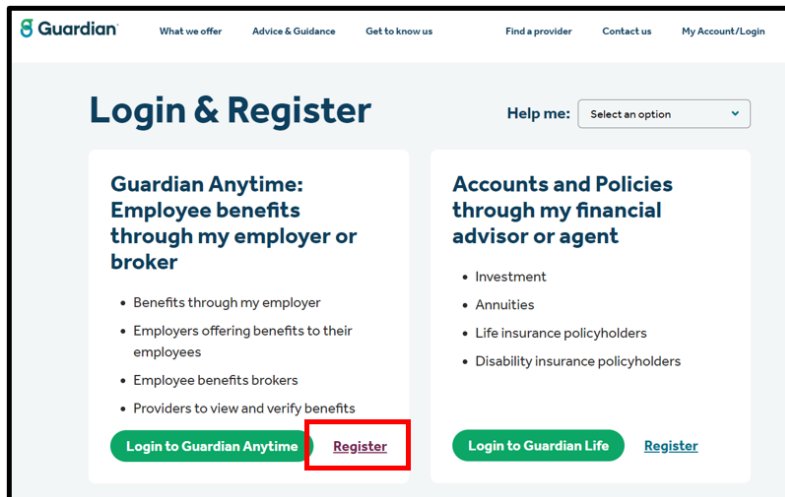 Guardian
What we offer
Advice & Guidance
Get to know us
Find a provider
Contact us
My Account/Login
Login & Register
Help me:
Select an option
Guardian Anytime:
Employee benefits
through my employer or
broker
• Benefits through my employer
• Employers offering benefits to their
employees
• Employee benefits brokers
• Providers to view and verify benefits
Login to Guardian Anytime
Register
Accounts and Policies
through my financial
advisor or agent
• Investment
• Annuities
• Life insurance policyholders
• Disability insurance policyholders
Login to Guardian Life
Register